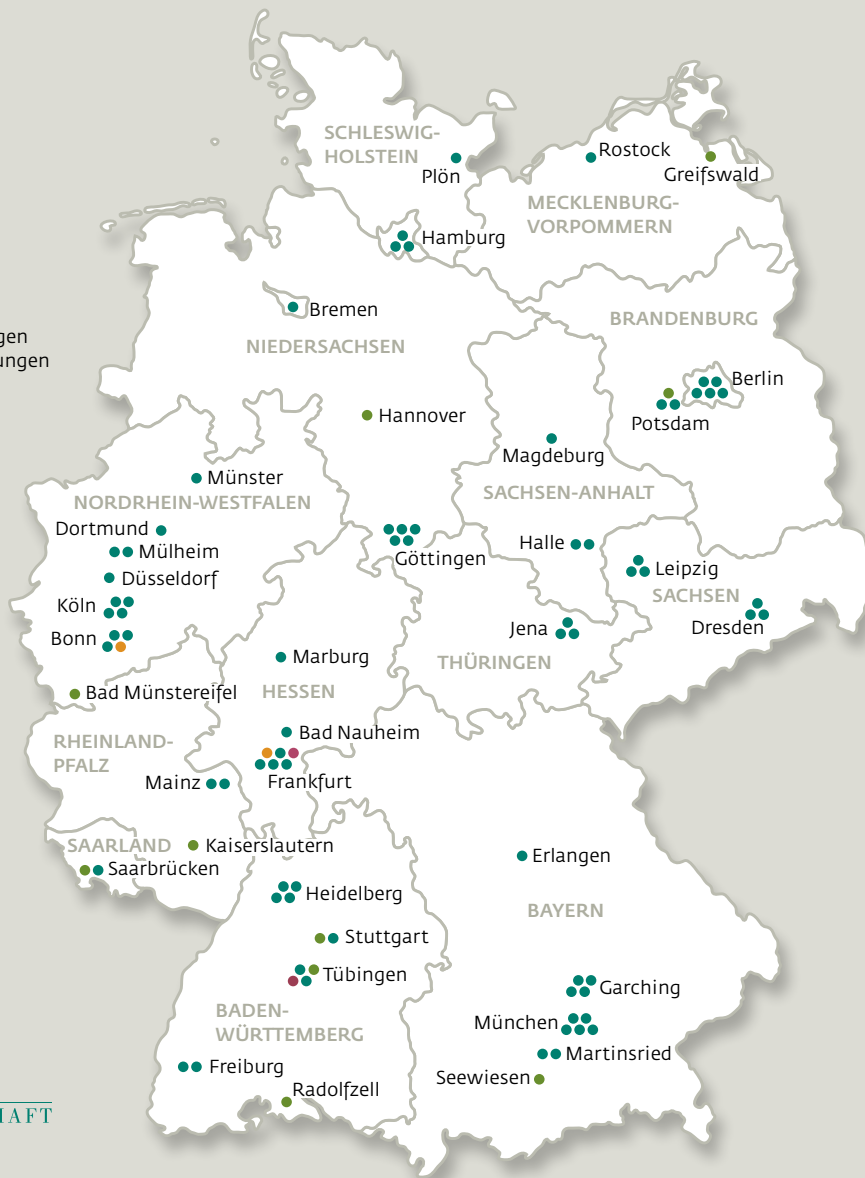 SCHLESWIG-
HOLSTEIN
Plön
Rostock
Greifswald
MECKLENBURG-
VORPOMMERN
Hamburg
Bremen
NIEDERSACHSEN
BRANDENBURG
Berlin
Potsdam
Hannover
Magdeburg
SACHSEN-ANHALT
Münster
NORDRHEIN-WESTFALEN
Dortmund
Mülheim
Düsseldorf
Köln
Bonn
Göttingen
Halle
Leipzig
SACHSEN
Dresden
Jena
THÜRINGEN
Marburg
HESSEN
Bad Münstereifel
Bad Nauheim
RHEINLAND-
PFALZ
Mainz
Frankfurt
SAARLAND
Kaiserslautern
Saarbrücken
Erlangen
Heidelberg
BAYERN
Stuttgart
Tübingen
Garching
BADEN-
WÜRTTEMBERG
München
Martinsried
Freiburg
Seewiesen
Radolfzell